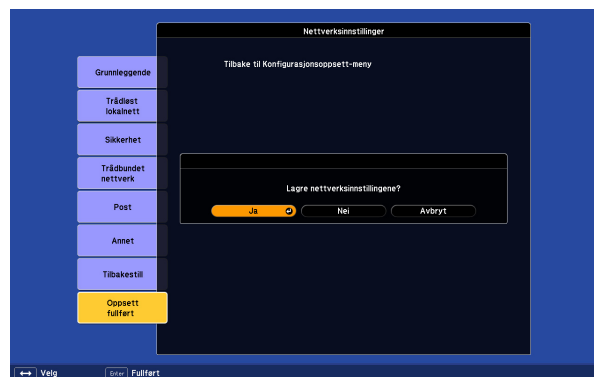 Nettverksinnstillinger
Tilbake til Konfigurasjonsoppsett-meny
Grunnleggende
Trådløst
lokalnett
Sikkerhet
Trådbundet
nettverk
Post
Annet
Tilbakestill
Oppsett
fullført
Lagre nettverksinnstillingene?
Ja
Nei
Avbryt
Velg
Enter Fullført